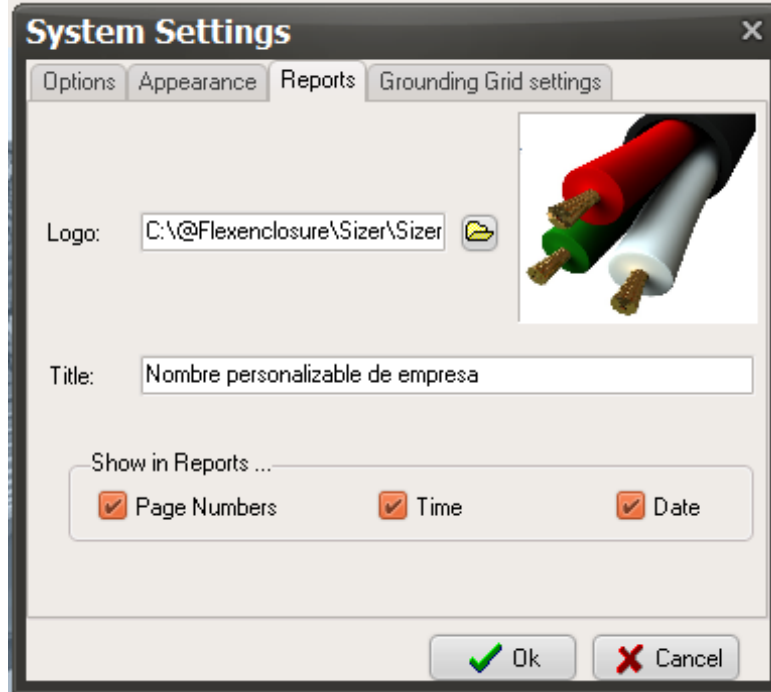 System Settings
Options Appearance Reports Grounding Grid settings
Logo: C:\@Flexenclosure\Sizer\Sizer
Title: Nombre personalizable de empresa
Show in Reports ...
Page Numbers Time Date
Ok Cancel